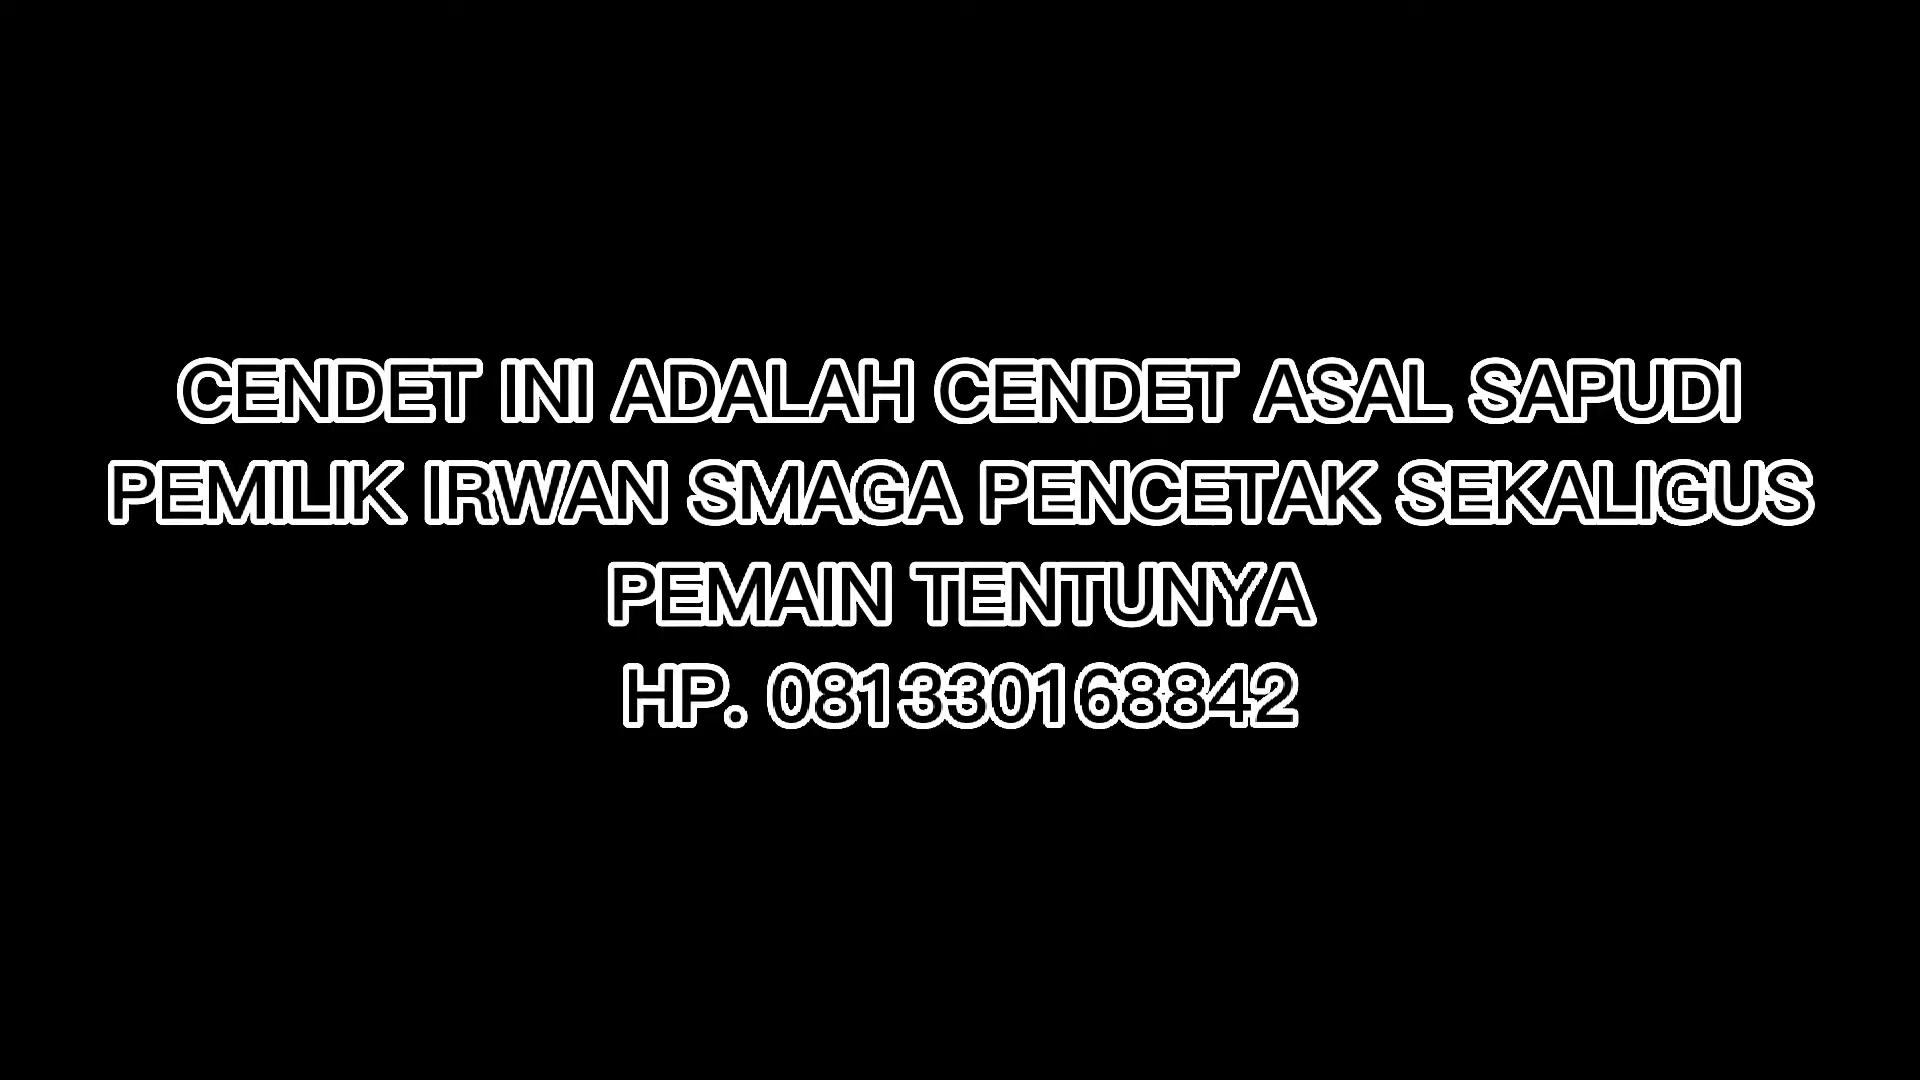 CENDET INI ADALAH CENDET ASAL SAPUDI
PEMILIK IRWAN SMAGA PENCETAK SEKALIGUS
PEMAIN TENTUNYA
HP. 081330168842